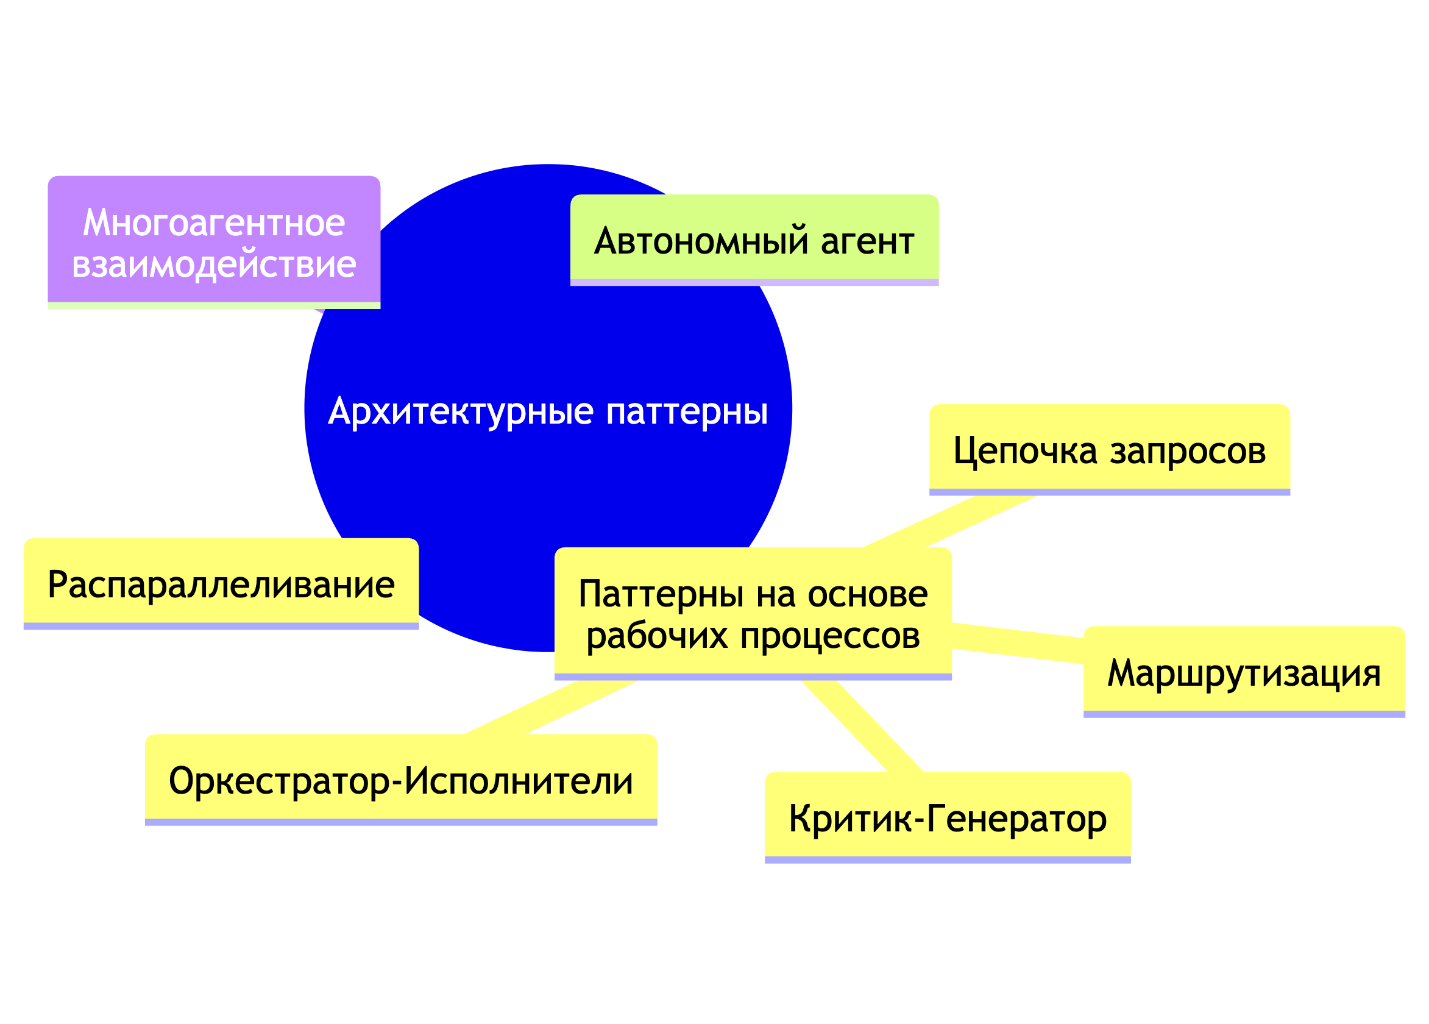 Многоагентное
взаимодействие
Автономный агент
Архитектурные паттерны
Цепочка запросов
Распараллеливание
Паттерны на основе
рабочих процессов
Маршрутизация
Оркестратор-Исполнители
Критик-Генератор